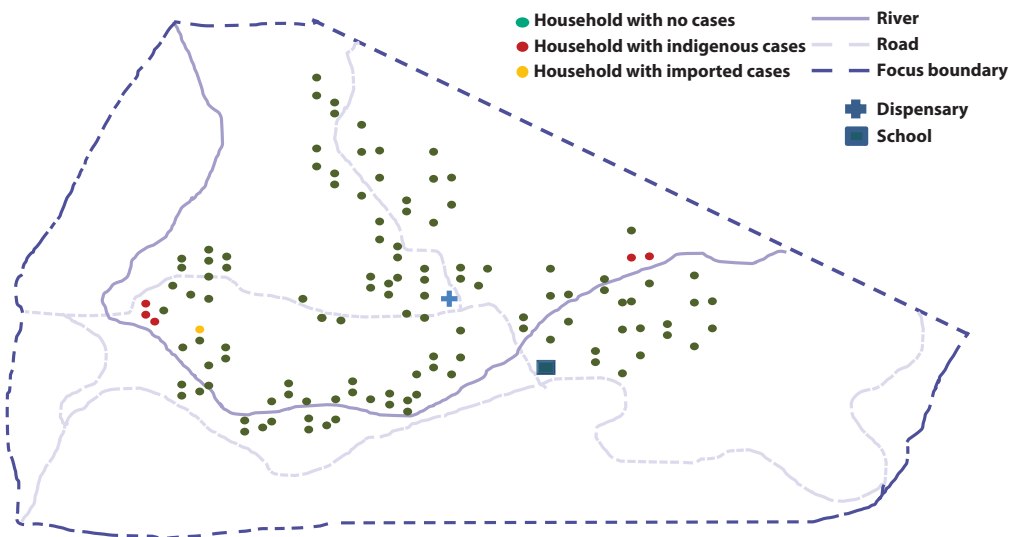 Household with no cases
Household with indigenous cases
Household with imported cases
River
Road
Focus boundary
Dispensary
School